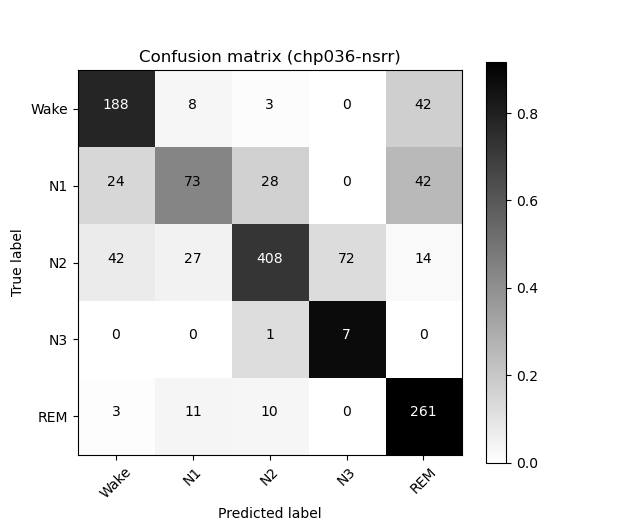 Confusion matrix (chp036-nsrr)
True label
Wake 188 8 3 0 42
N1 24 73 28 0 42
N2 42 27 408 72 14
N3 0 0 1 7 0
REM 3 11 10 0 261
Wake N1 N2 N3 REM
Predicted label
0.8
0.6
0.4
0.2
0.0